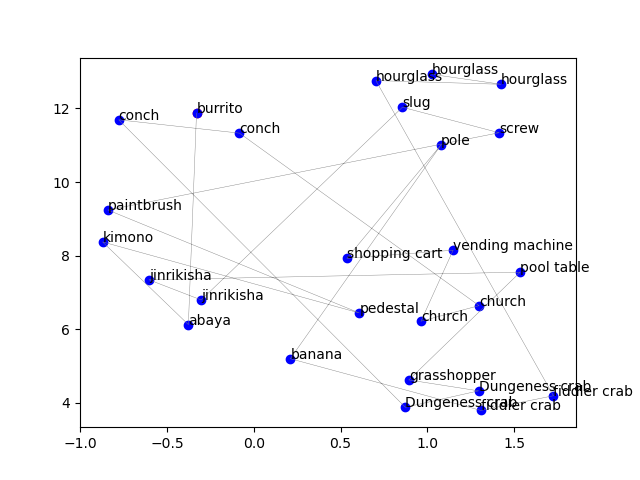 hourglass
hourglass
hourglass
slug
burrito
conch
conch
screw
pole
paintbrush
kimono
vending machine
shopping cart
pool table
jinrikisha
jinrikisha
church
pedestal
church
abaya
banana
grasshopper
Dungeness crab
fiddler crab
Dungeness crab
fiddler crab
12
10
8
6
4
−1.0 −0.5 0.0 0.5 1.0 1.5